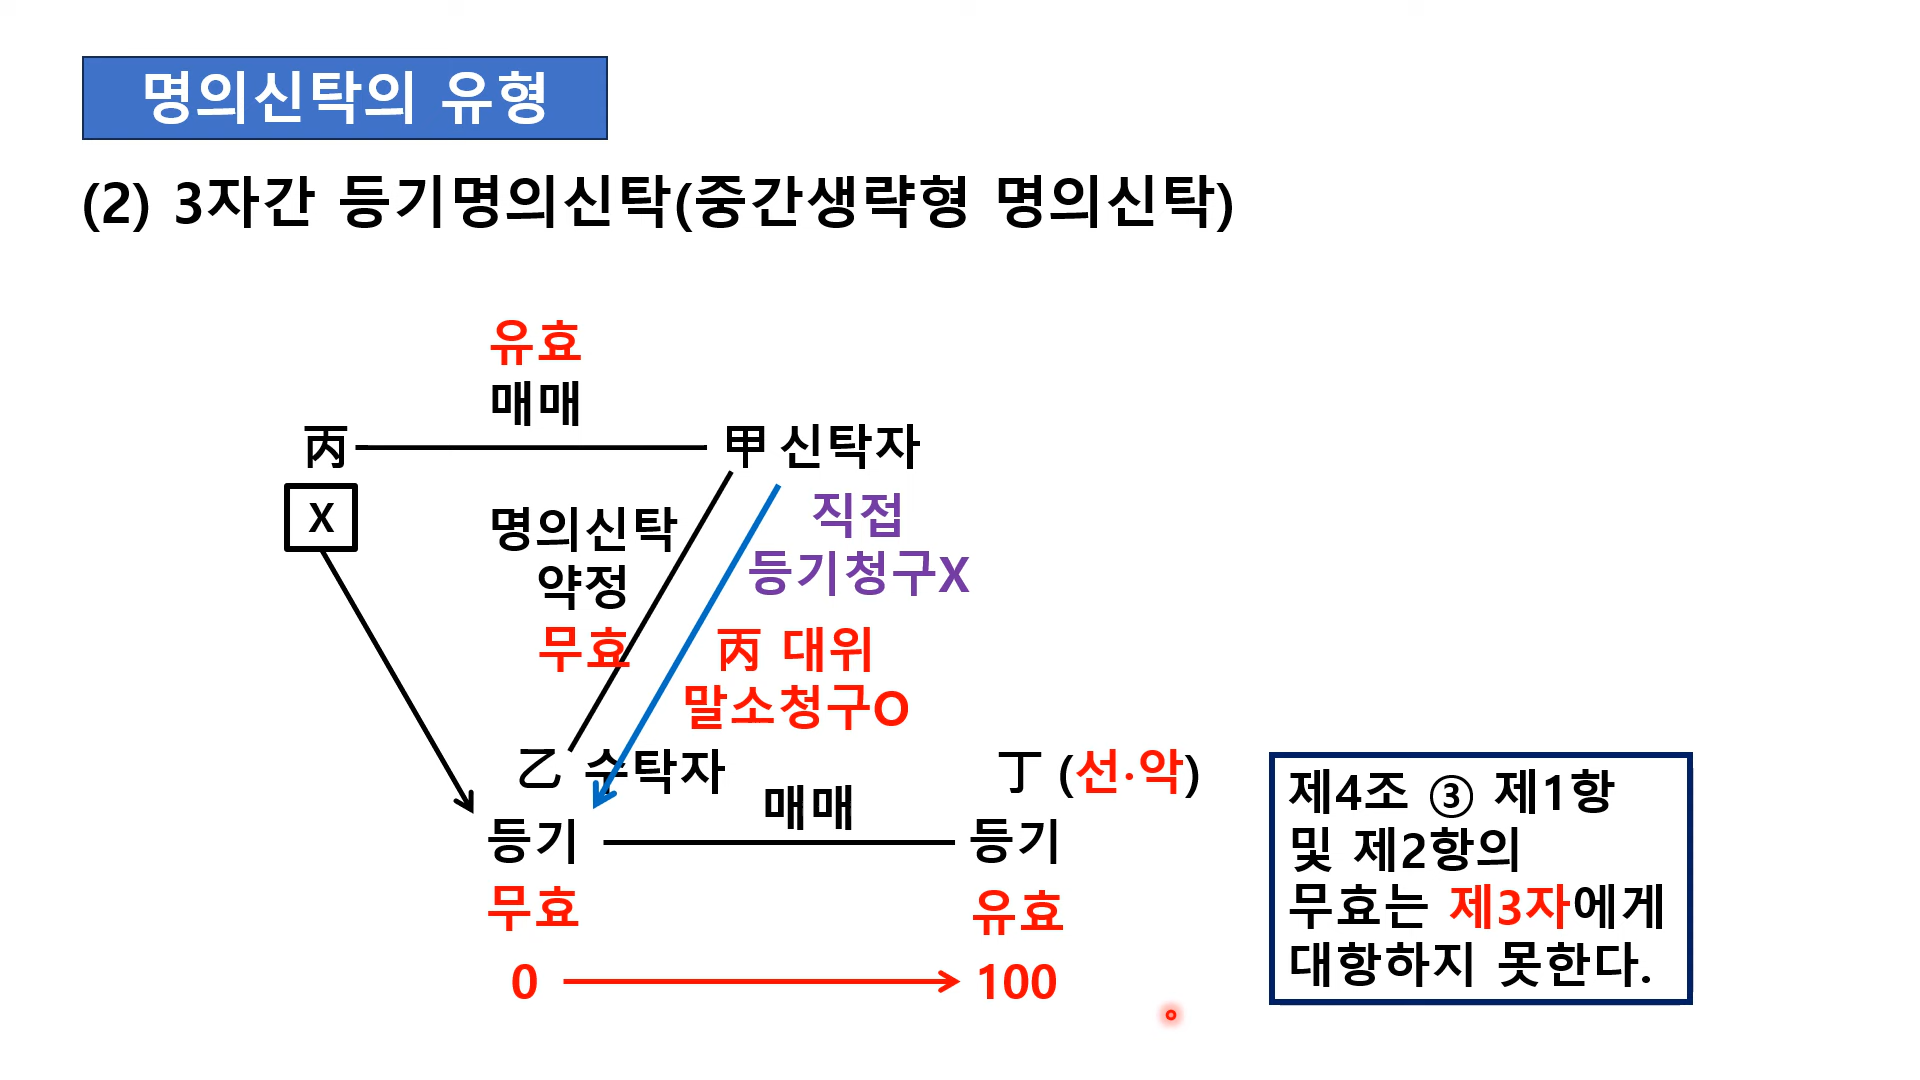 명의신탁의 유형
(2) 3자간 등기명의신탁(중간생략형 명의신탁)
유효
매매
丙
甲 신탁자
X
명의신탁
약정
무효
직접
등기청구X
丙 대위
말소청구O
乙 수탁자
丁 (선·악)
매매
등기
등기
무효
유효
0
100
제4조 ③ 제1항
및 제2항의
무효는 제3자에게
대항하지 못한다.